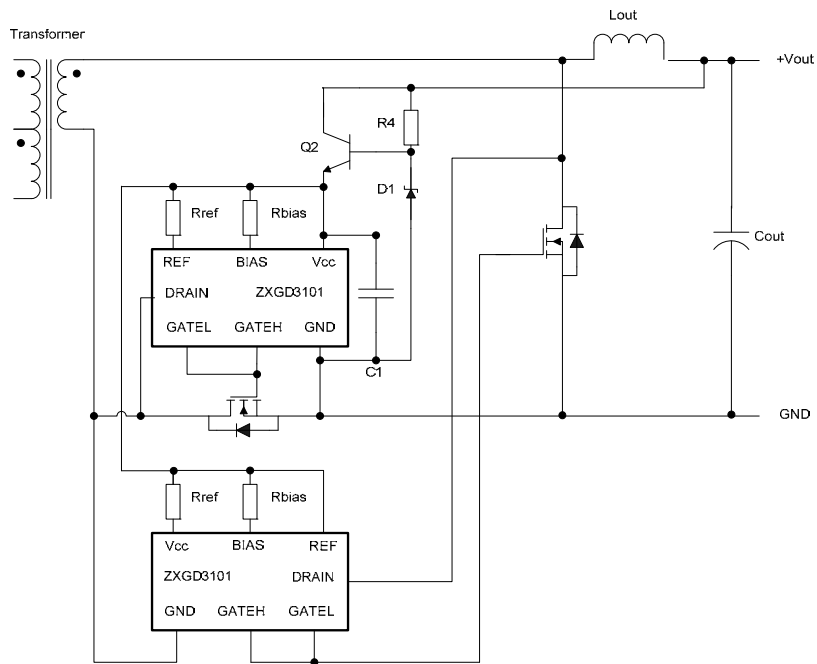 Lout
Transformer
+Vout
R4
Q2
D1
Rref
Rbias
Cout
REF
BIAS
Vcc
DRAIN
ZXGD3101
GATEL
GATEH
GND
C1
GND
Rref
Rbias
Vcc
BIAS
REF
ZXGD3101
DRAIN
GND
GATEH
GATEL